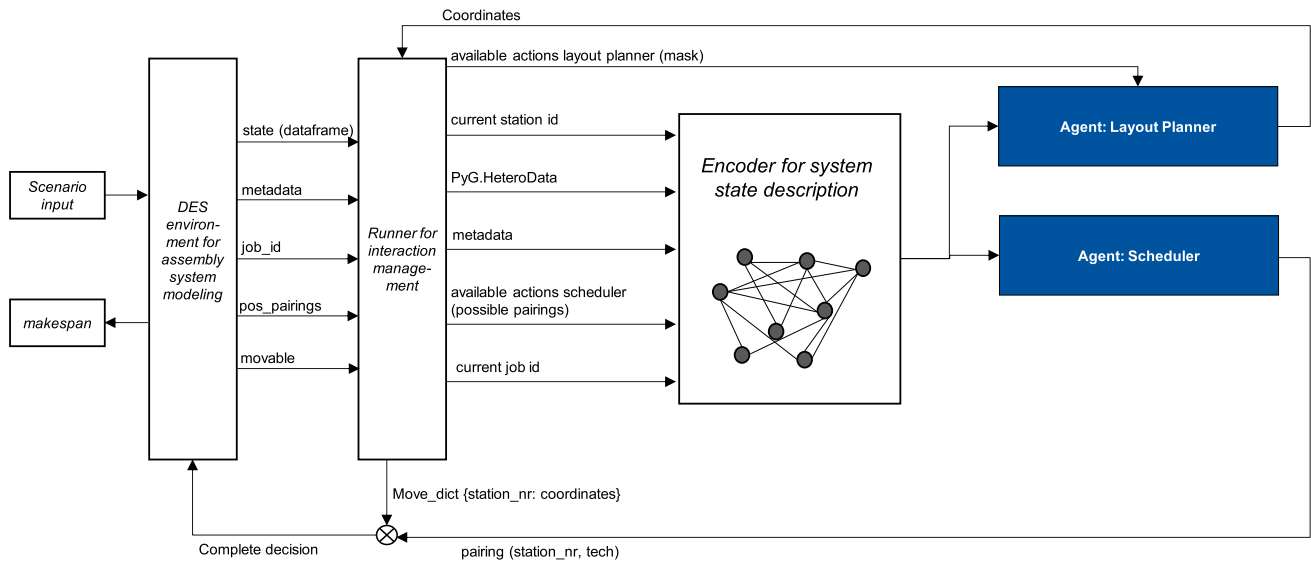 Coordinates
available actions layout planner (mask)
Scenario
input
makespan
DES
environ-
ment for
assembly
system
modeling
state (dataframe)
metadata
job_id
pos_pairings
movable
Runner for
interaction
manage-
ment
current station id
PyG.HeteroData
metadata
available actions scheduler
(possible pairings)
current job id
Encoder for system
state description
Agent: Layout Planner
Agent: Scheduler
Move_dict {station_nr: coordinates}
Complete decision
pairing (station_nr, tech)